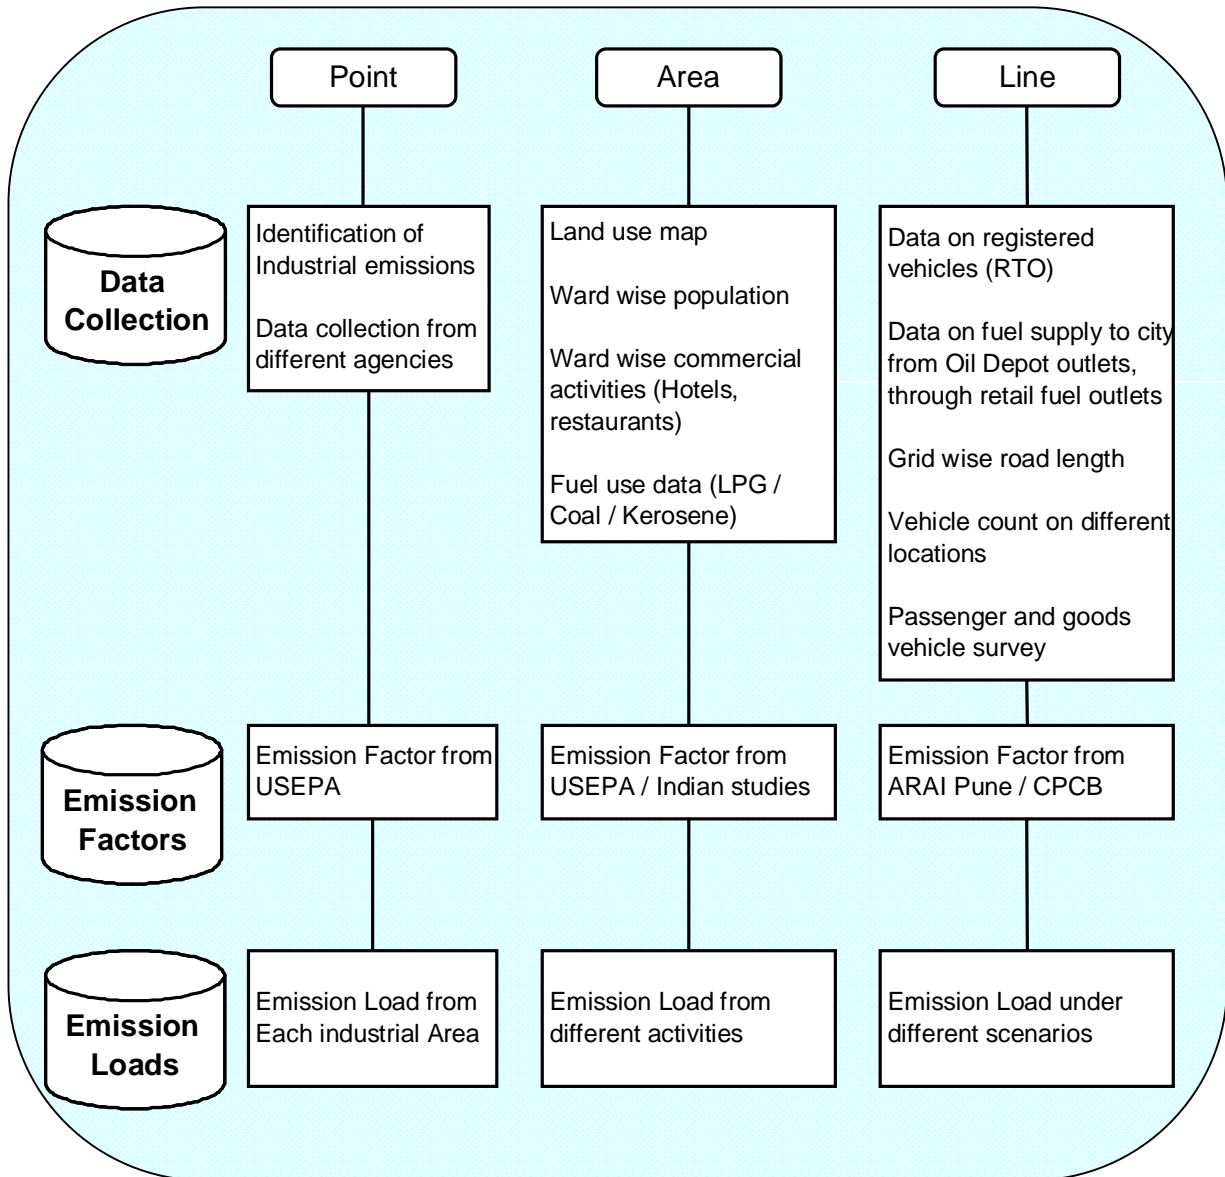 Point
Area
Line
Data
Collection
Identification of
Industrial emissions
Data collection from
different agencies
Land use map
Ward wise population
Ward wise commercial
activities (Hotels,
restaurants)
Fuel use data (LPG /
Coal / Kerosene)
Data on registered
vehicles (RTO)
Data on fuel supply to city
from Oil Depot outlets,
through retail fuel outlets
Grid wise road length
Vehicle count on different
locations
Passenger and goods
vehicle survey
Emission
Factors
Emission Factor from
USEPA
Emission Factor from
USEPA / Indian studies
Emission Factor from
ARAI Pune / CPCB
Emission
Loads
Emission Load from
Each industrial Area
Emission Load from
different activities
Emission Load under
different scenarios